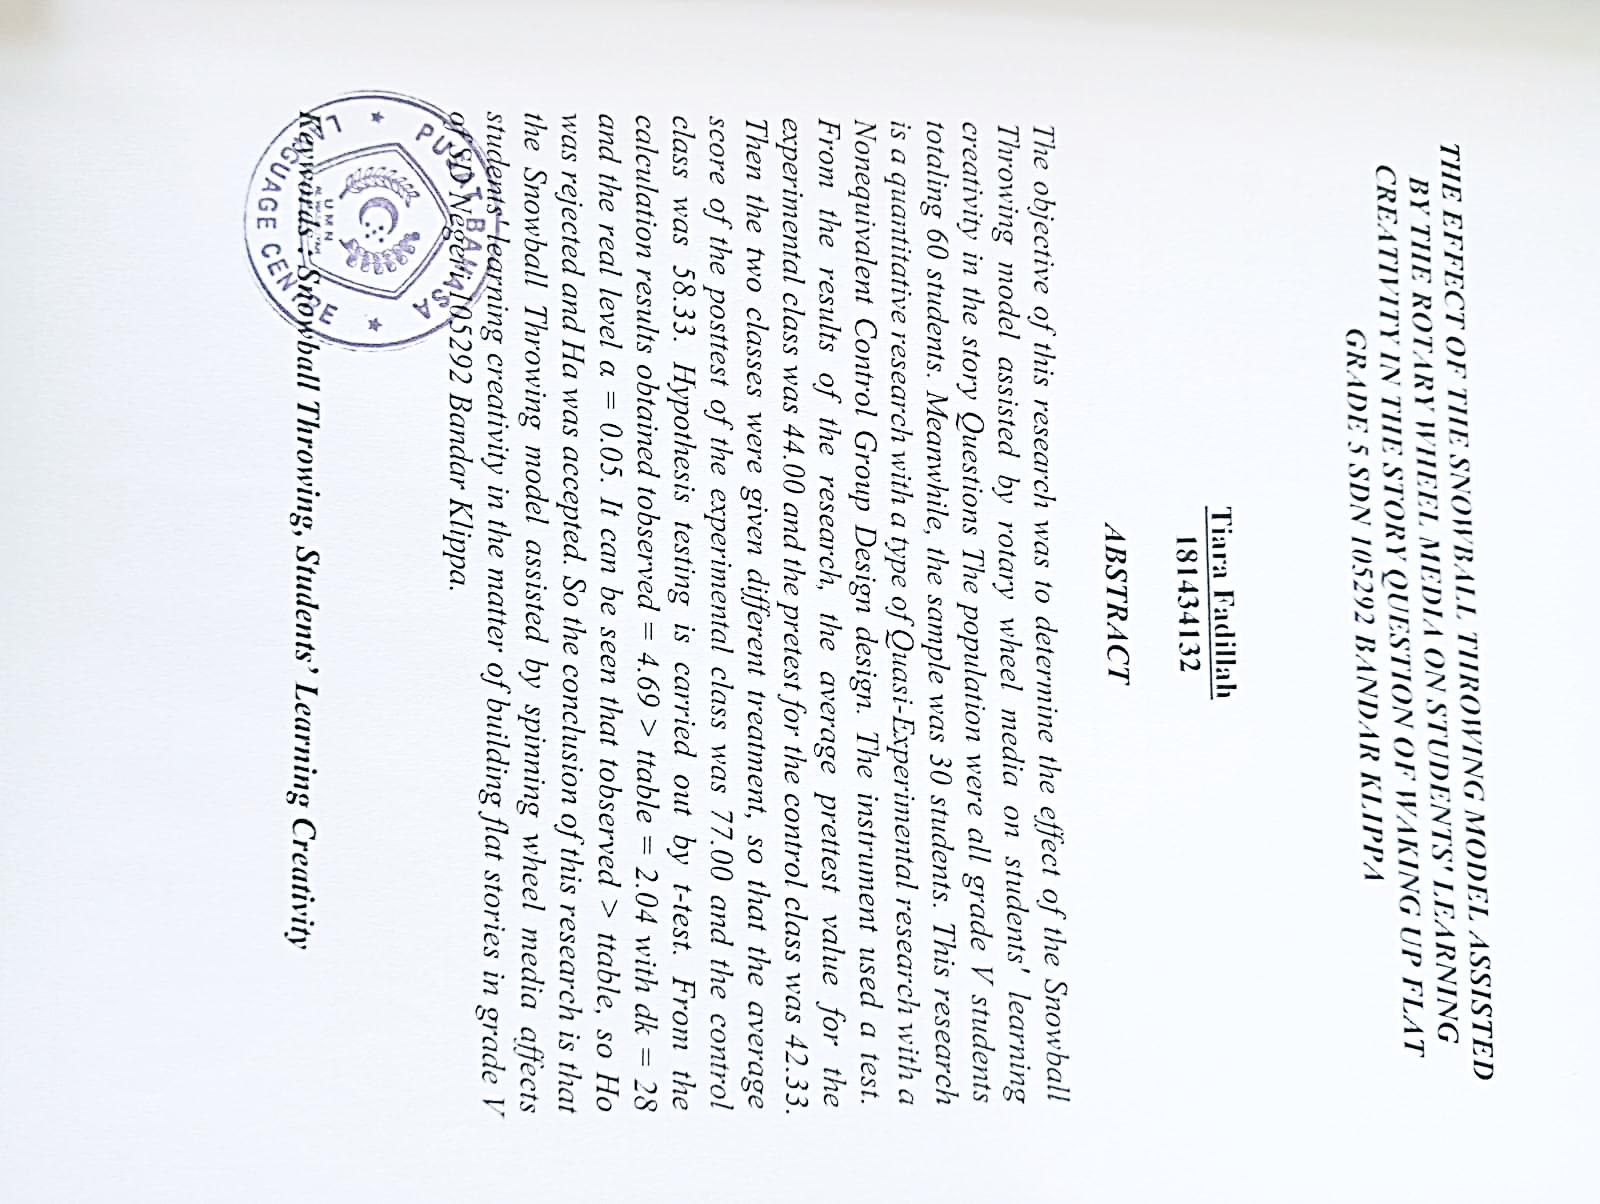 THE EFFECT OF THE SNOWBALL THROWING MODEL ASSISTED
BY THE ROTARY WHEEL MEDIA ON STUDENTS' LEARNING
CREATIVITY IN THE STORY QUESTION OF WAKING UP FLAT
GRADE 5 SDN 105292 BANDAR KLIPPA
Tiara Fadillah
181434132
ABSTRACT
The objective of this research was to determine the effect of the Snowball
Throwing model assisted by rotary wheel media on students' learning
creativity in the story Questions The population were all grade V students
totaling 60 students. Meanwhile, the sample was 30 students. This research
is a quantitative research with a type of Quasi-Experimental research with a
Nonequivalent Control Group Design design. The instrument used a test.
From the results of the research, the average prettest value for the
experimental class was 44.00 and the pretest for the control class was 42.33.
Then the two classes were given different treatment, so that the average
score of the posttest of the experimental class was 77.00 and the control
class was 58.33. Hypothesis testing is carried out by t-test. From the
calculation results obtained tobserved = 4.69 > ttable = 2.04 with dk = 28
and the real level α = 0.05. It can be seen that tobserved > ttable, so Ho
was rejected and Ha was accepted. So the conclusion of this research is that
the Snowball Throwing model assisted by spinning wheel media affects
students' learning creativity in the matter of building flat stories in grade V
of SD Negeri 105292 Bandar Klippa.
Keywords: Snowball Throwing, Students' Learning Creativity
PUSAT BAHASA
UMN
LANGUAGE CENTRE